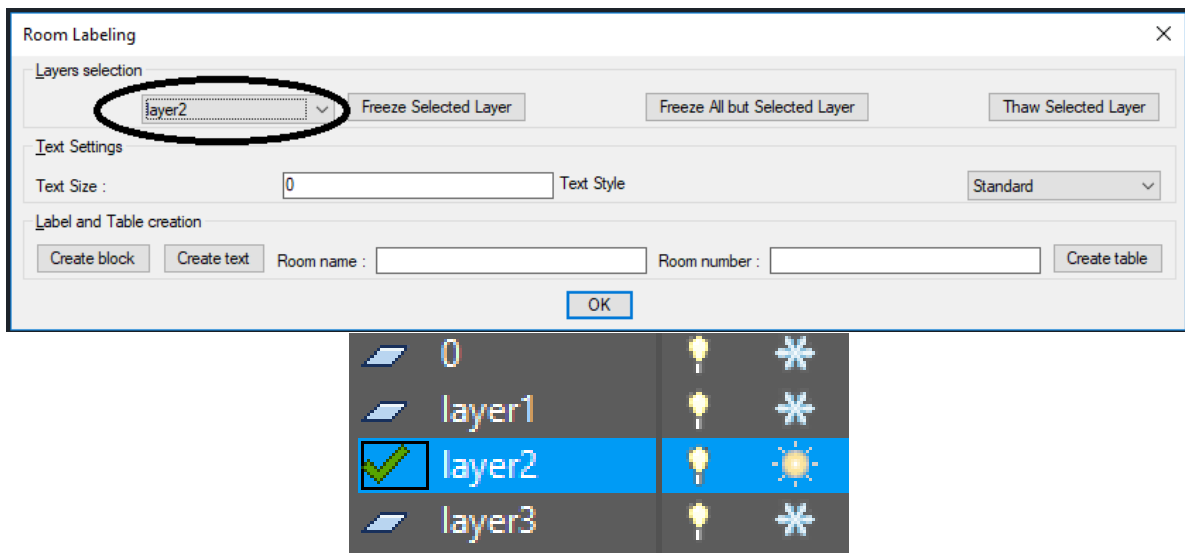 Room Labeling
Layers selection
layer2 Freeze Selected Layer Freeze All but Selected Layer Thaw Selected Layer
Text Settings
Text Size : 0 Text Style Standard
Label and Table creation
Create block Create text Room name : Room number : Create table
OK
0
layer1
layer2
layer3